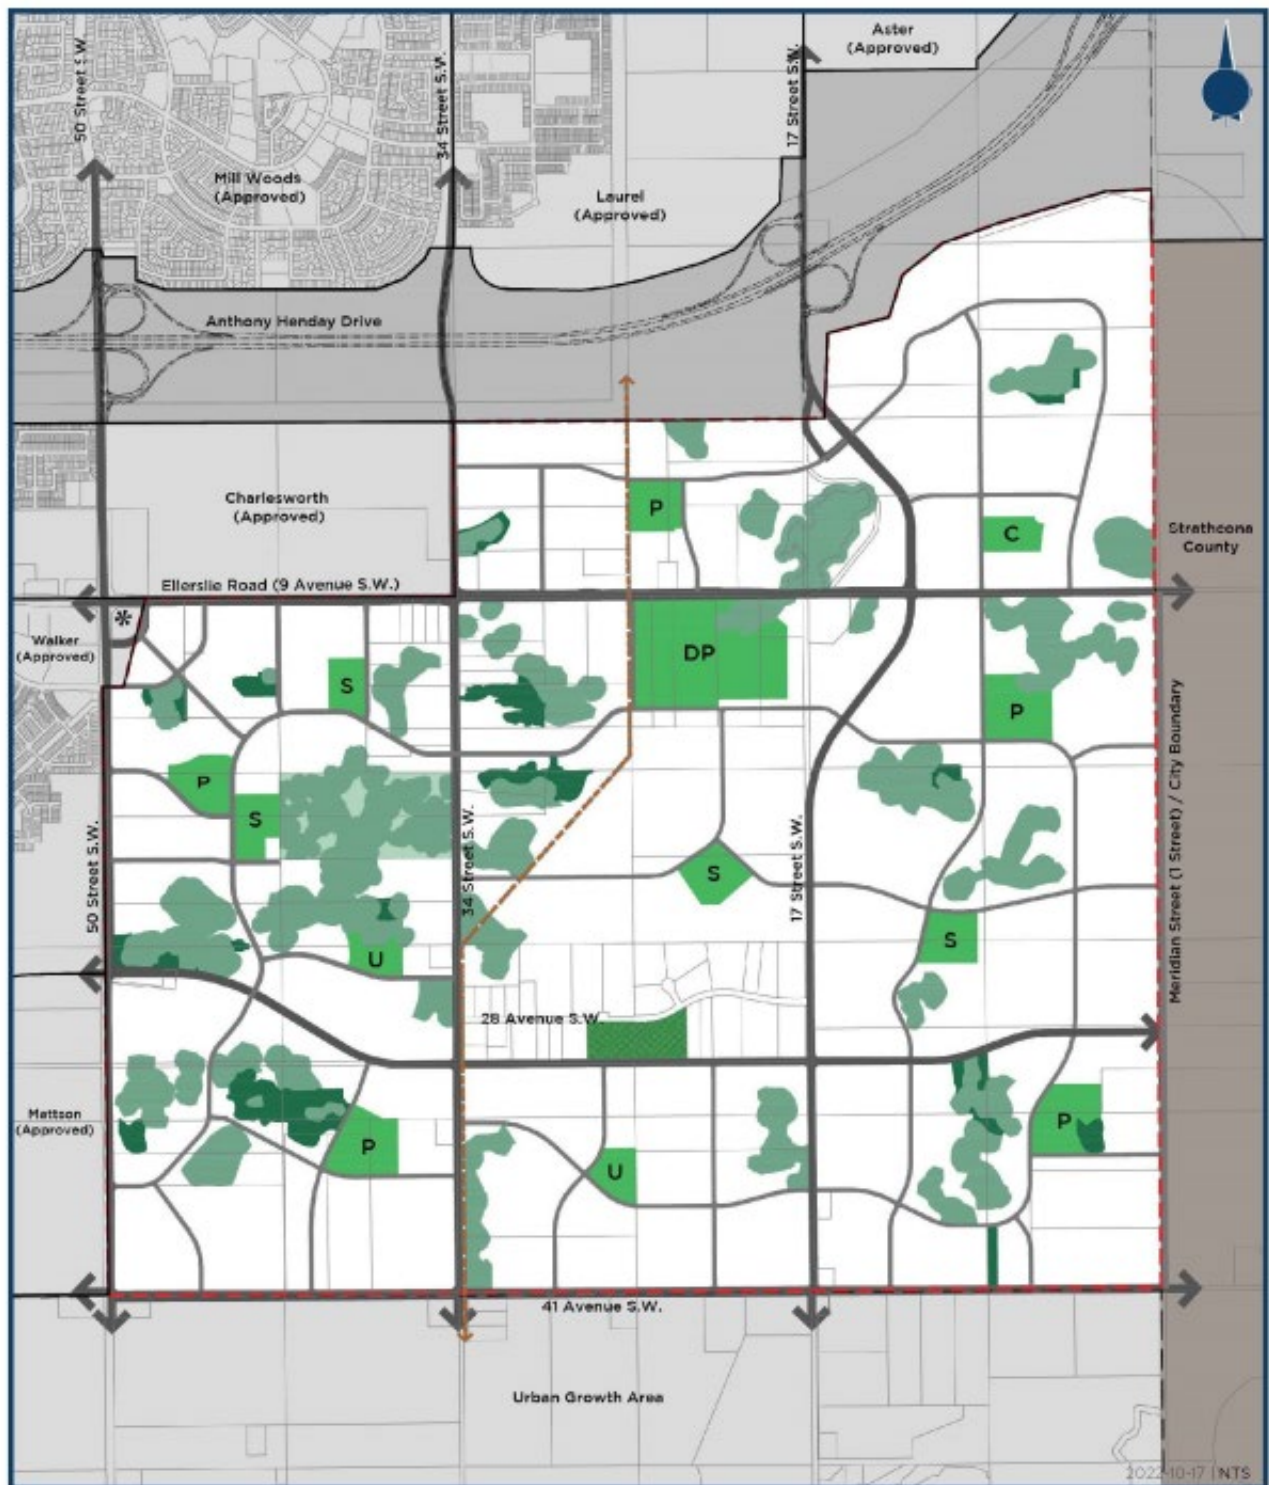 Aster
(Approved)
50 Street S.W.
34 Street S.W.
17 Street S.W.
Mill Woods
(Approved)
Laurel
(Approved)
Anthony Henday Drive
Charlesworth
(Approved)
P
C
Strathcona
County
Ellerslie Road (9 Avenue S.W.)
*
Walker
(Approved)
DP
S
P
P
S
50 Street S.W.
34 Street S.W.
17 Street S.W.
Meridian Street (1 Street) / City Boundary
S
S
U
28 Avenue S.W.
Mattson
(Approved)
P
P
U
41 Avenue S.W.
Urban Growth Area
2022-10-17 | NTS